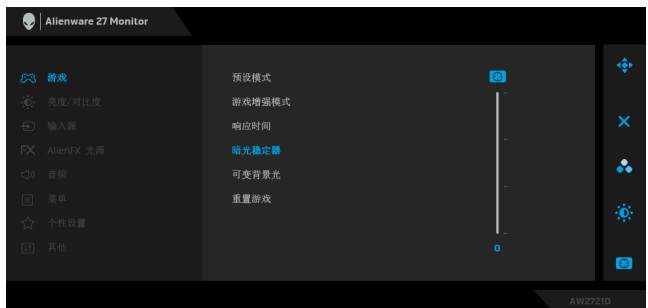 Alienware 27 Monitor
游戏
亮度/对比度
输入源
AlienFX 光源
音频
菜单
个性设置
其他
预设模式
游戏增强模式
响应时间
暗光稳定器
可变背景光
重置游戏
0
AW2721D